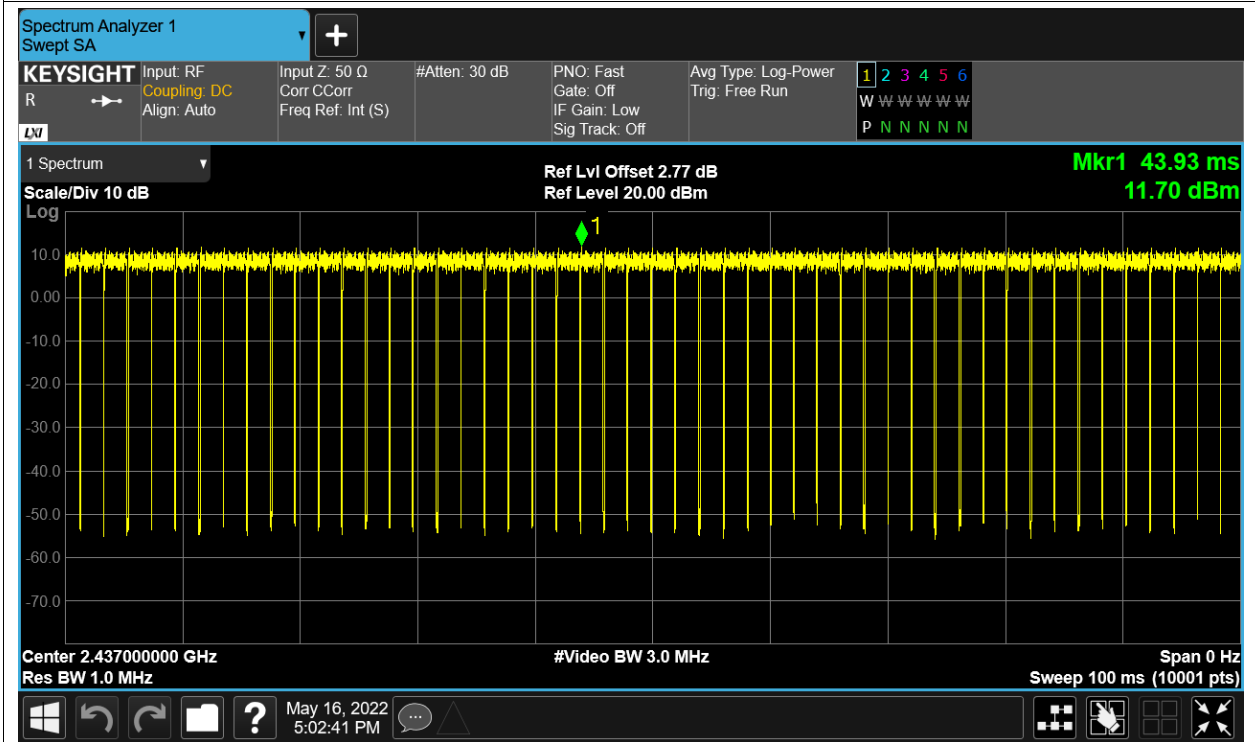 Spectrum Analyzer 1
Swept SA
KEYSIGHT
R
LXI
Input: RF
Coupling: DC
Align: Auto
Input Z: 50 Ω
Corr CCorr
Freq Ref: Int (S)
#Atten: 30 dB
PNO: Fast
Gate: Off
IF Gain: Low
Sig Track: Off
Avg Type: Log-Power
Trig: Free Run
1 2 3 4 5 6
W W W W W W
P N N N N N
1 Spectrum
Scale/Div 10 dB
Log
Ref Lvl Offset 2.77 dB
Ref Level 20.00 dBm
Mkr1 43.93 ms
11.70 dBm
1
10.0
0.00
-10.0
-20.0
-30.0
-40.0
-50.0
-60.0
-70.0
Center 2.437000000 GHz
Res BW 1.0 MHz
#Video BW 3.0 MHz
Span 0 Hz
Sweep 100 ms (10001 pts)
?
May 16, 2022
5:02:41 PM